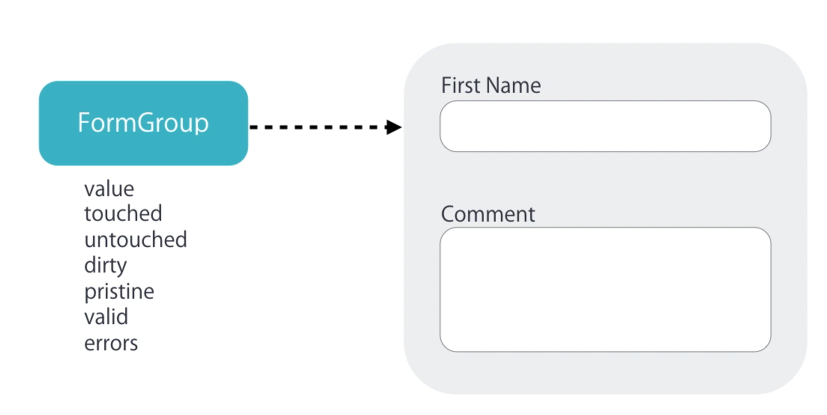 FormGroup
value
touched
untouched
dirty
pristine
valid
errors
First Name
Comment